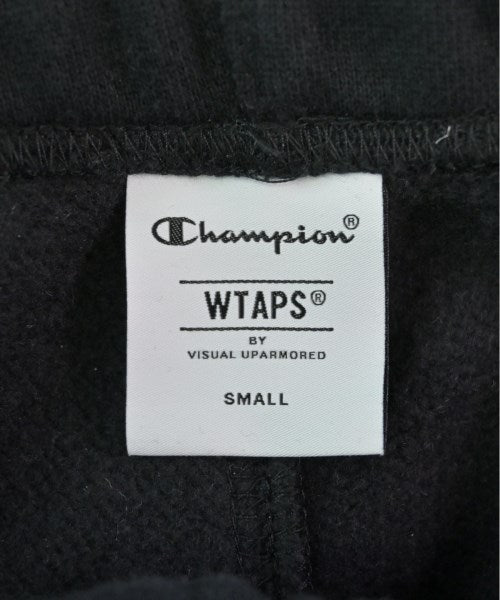 Champion®
WTAPS®
BY
VISUAL UPARMORED
SMALL